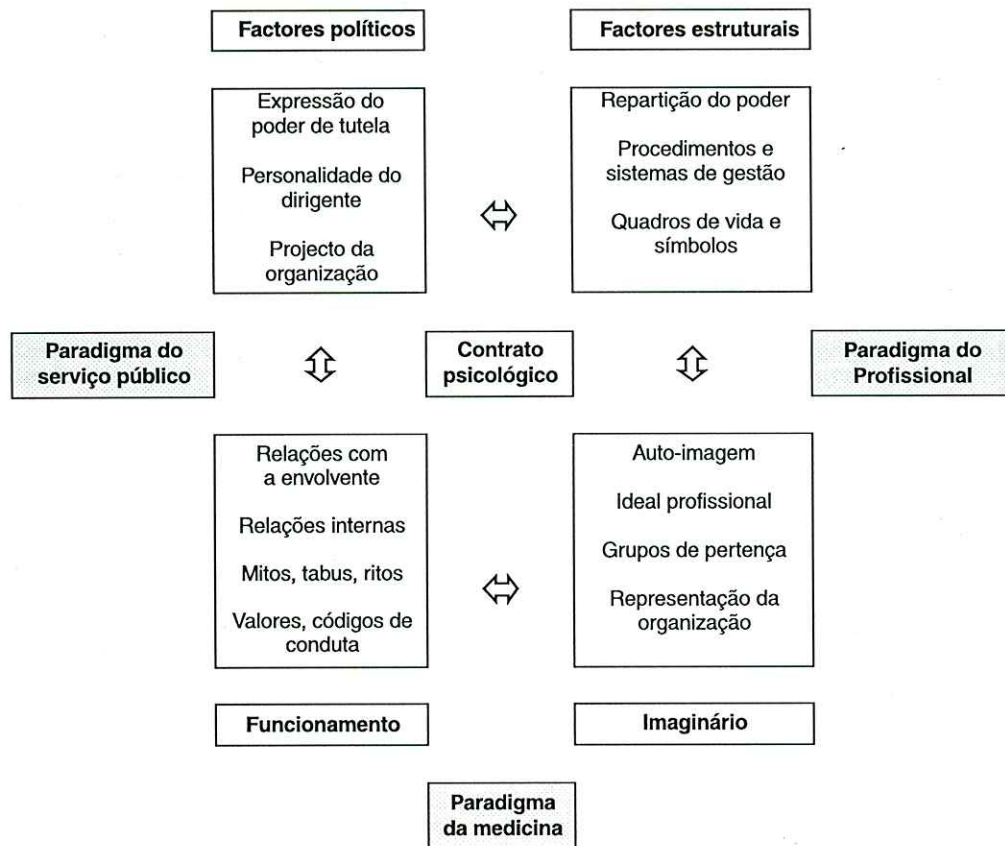 Factores políticos
Factores estruturais
Expressão do
poder de tutela
Personalidade do
dirigente
Projecto da
organização
Repartição do poder
Procedimentos e
sistemas de gestão
Quadros de vida e
símbolos
Paradigma do
serviço público
Contrato
psicológico
Paradigma do
Profissional
Relações com
a envolvente
Relações internas
Mitos, tabus, ritos
Valores, códigos de
conduta
Auto-imagem
Ideal profissional
Grupos de pertença
Representação da
organização
Funcionamento
Imaginário
Paradigma
da medicina